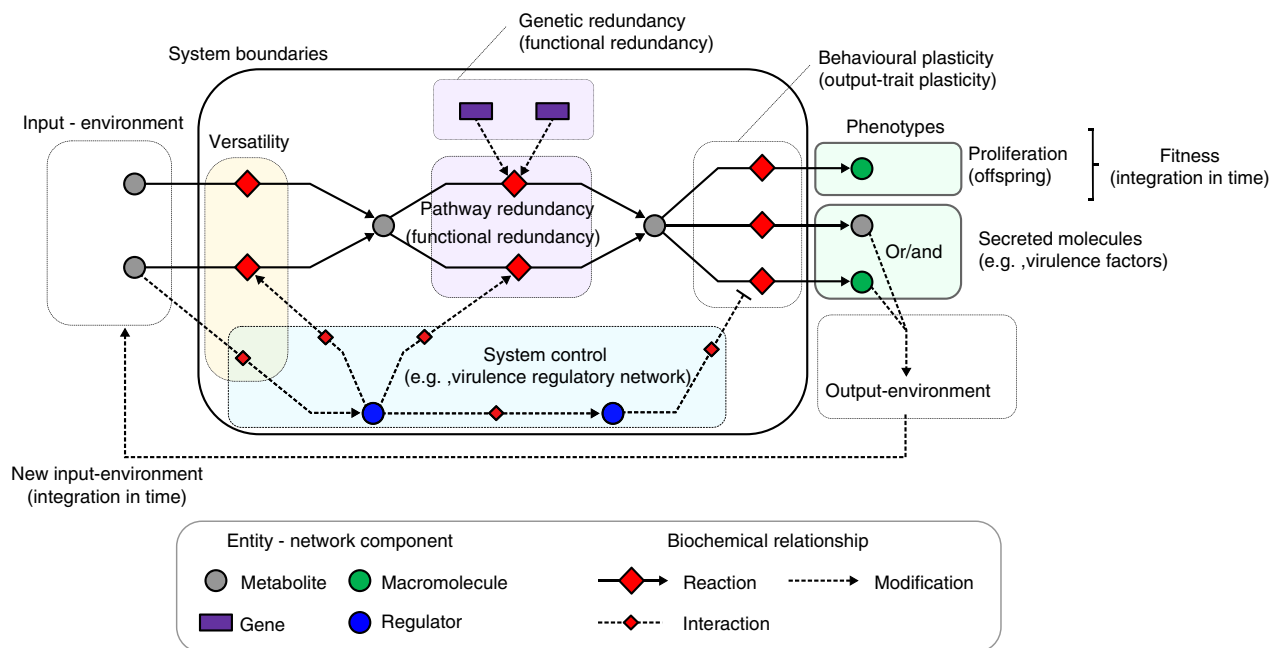 Genetic redundancy
(functional redundancy)
System boundaries
Behavioural plasticity
(output-trait plasticity)
Input - environment
Versatility
Phenotypes
Proliferation
(offspring)
Fitness
(integration in time)
Pathway redundancy
(functional redundancy)
Or/and
Secreted molecules
(e.g. ,virulence factors)
System control
(e.g. ,virulence regulatory network)
Output-environment
New input-environment
(integration in time)
Entity - network component
Biochemical relationship
Metabolite
Macromolecule
Reaction
Modification
Gene
Regulator
Interaction